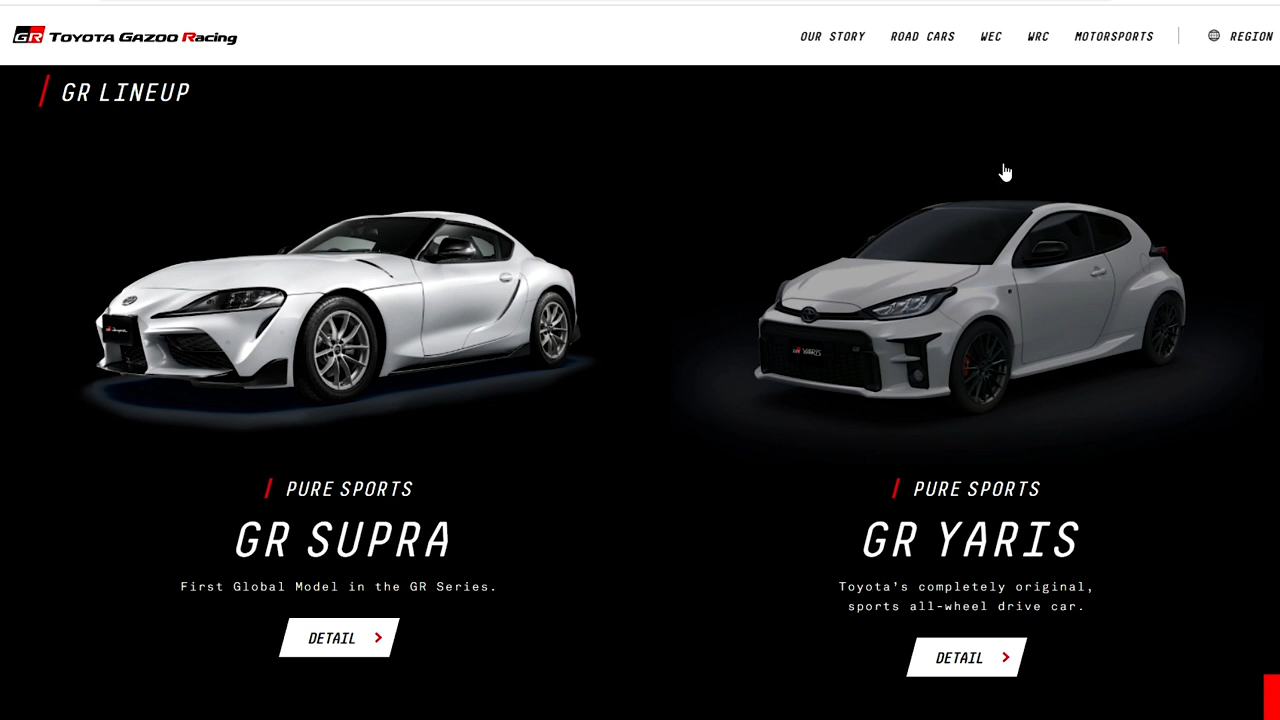 GR TOYOTA GAZOO Racing
OUR STORY
ROAD CARS
WEC
WRC
MOTORSPORTS
REGION
GR LINEUP
PURE SPORTS
GR SUPRA
First Global Model in the GR Series.
DETAIL
PURE SPORTS
GR YARIS
Toyota's completely original,
sports all-wheel drive car.
DETAIL